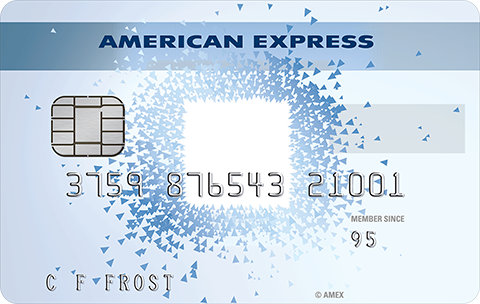 AMERICAN EXPRESS
3759 876543 21001
MEMBER SINCE
95
C F FROST
© AMEX